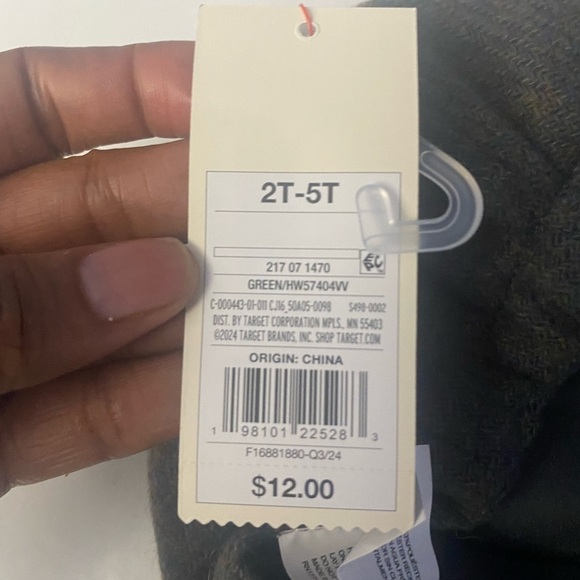 2T-5T
217 07 1470
GREEN/HW57404VV
C-000443-01-011 CJ16_50A05-0098 S498-0002
DIST. BY TARGET CORPORATION MPLS., MN 55403
©2024 TARGET BRANDS, INC. SHOP TARGET.COM
ORIGIN: CHINA
1 98101 22528 3
F16881880-Q3/24
$12.00